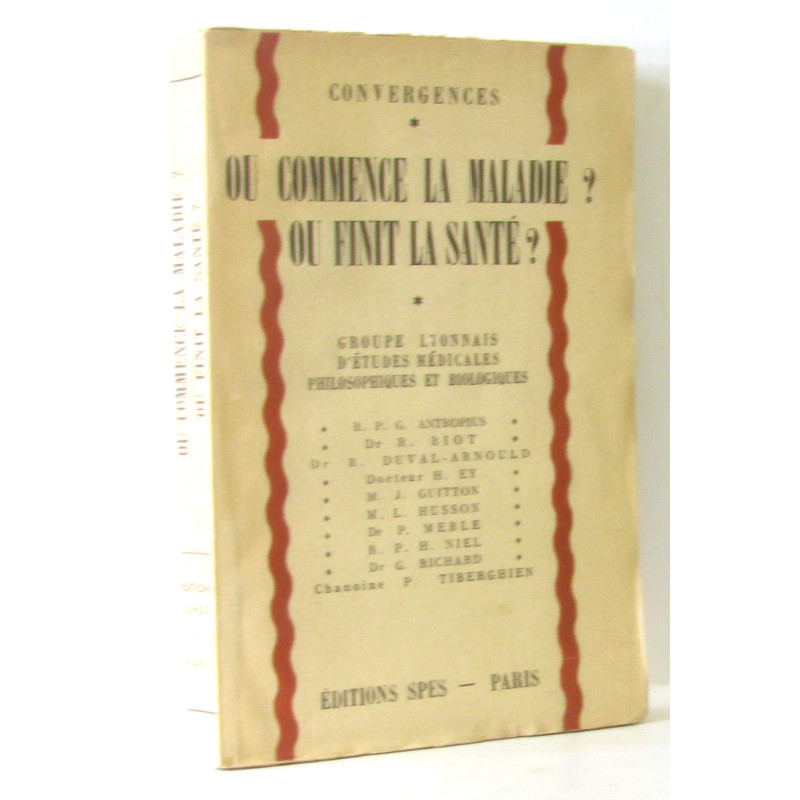 CONVERGENCES
*
OU COMMENCE LA MALADIE ?
OU FINIT LA SANTÉ ?
*
GROUPE LYONNAIS
D'ÉTUDES MÉDICALES
PHILOSOPHIQUES ET BIOLOGIQUES
* R. P. G. ANTROPIUS *
* Dr R. BIOT *
Dr R. DUVAL-ARNOULD
* Docteur H. EY *
* M. J. GUITTON *
* M. L. HUSSON *
* Dr P. MERLE *
* R. P. H. NIEL *
* Dr G. RICHARD *
Chanoine P. TIBERGHIEN
ÉDITIONS SPES — PARIS
OU COMMENCE LA MALADIE ?
OU FINIT LA SANTÉ ?